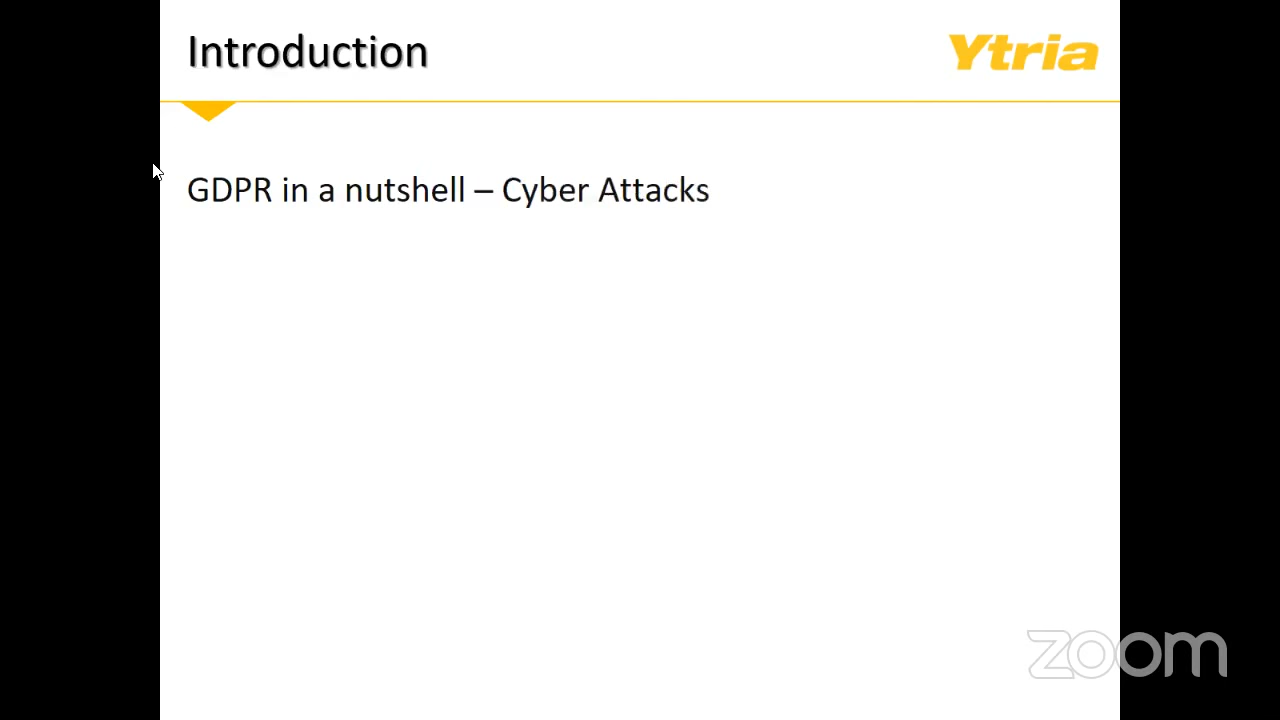 Introduction
Ytria
GDPR in a nutshell – Cyber Attacks
zoom